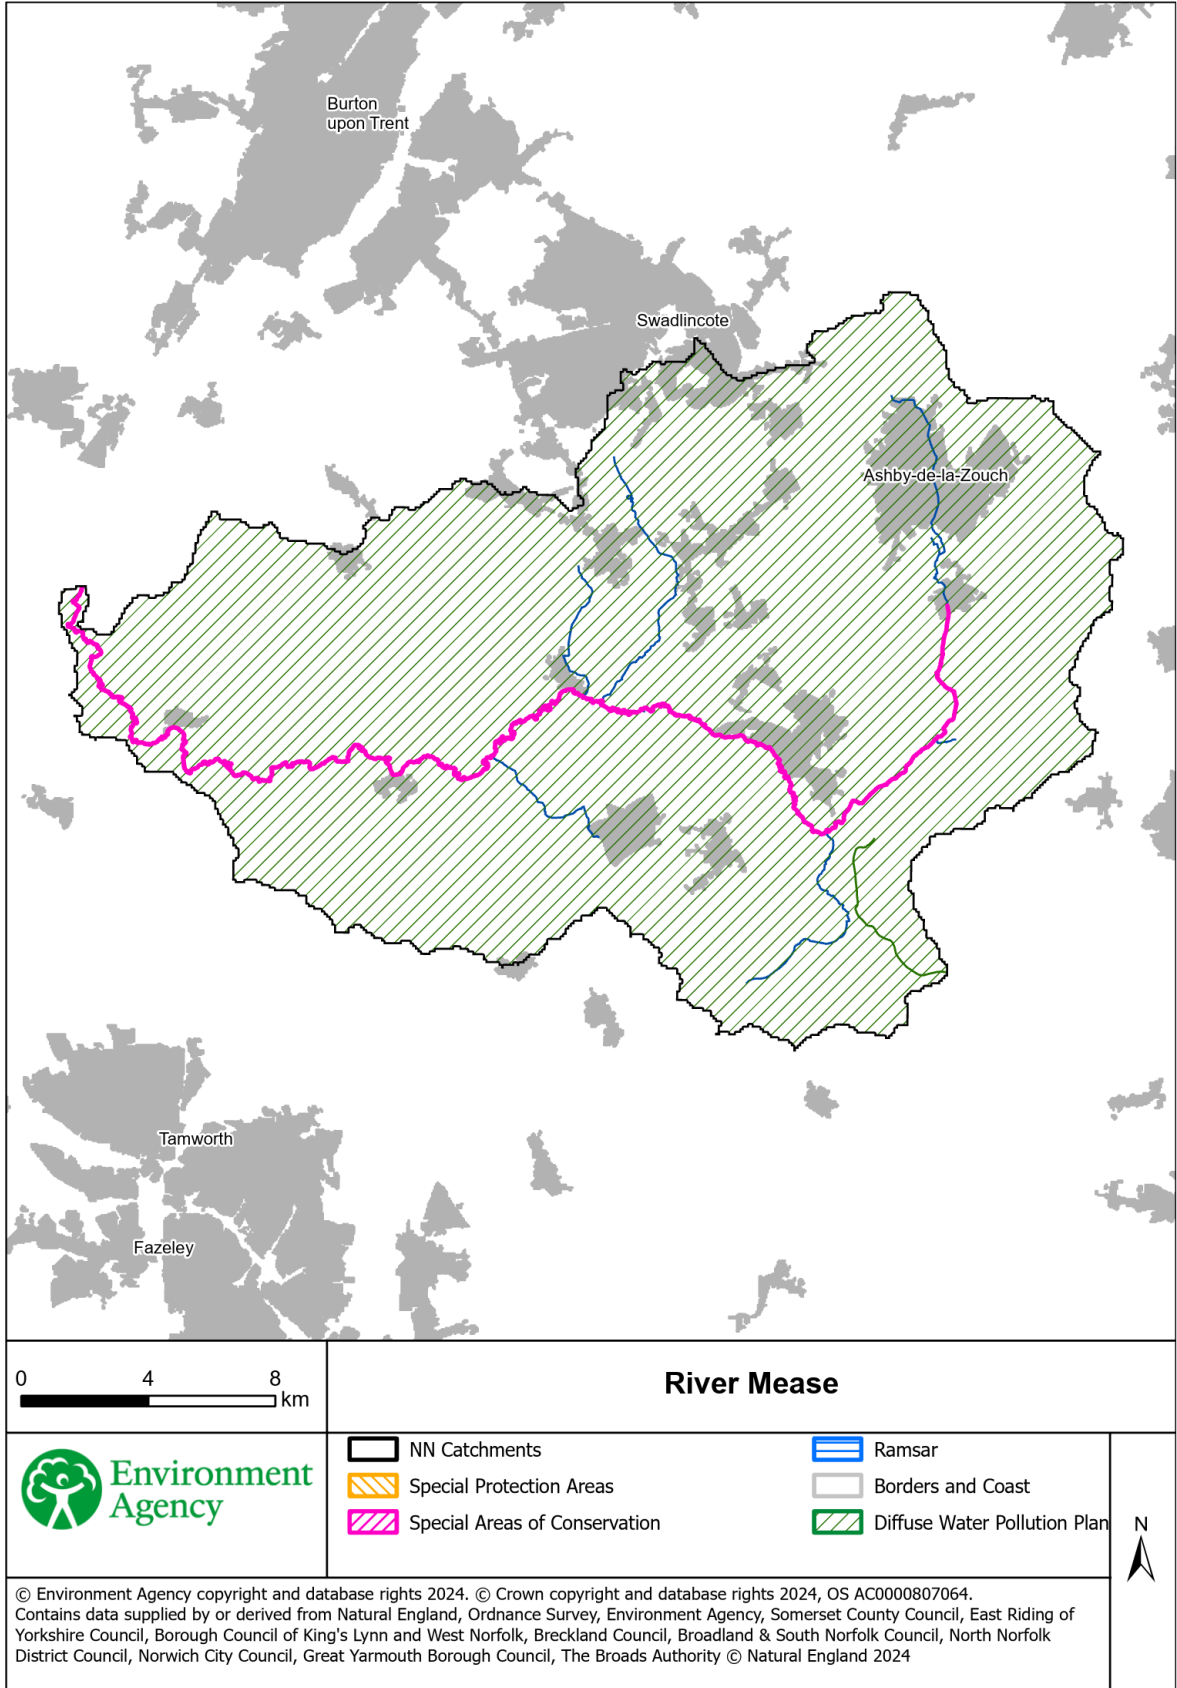 Burton
upon Trent
Swadlincote
Ashby-de-la-Zouch
Tamworth
Fazeley
0 4 8
km
River Mease
Environment
Agency
NN Catchments
Special Protection Areas
Special Areas of Conservation
Ramsar
Borders and Coast
Diffuse Water Pollution Plan
N
© Environment Agency copyright and database rights 2024. © Crown copyright and database rights 2024, OS AC0000807064.
Contains data supplied by or derived from Natural England, Ordnance Survey, Environment Agency, Somerset County Council, East Riding of
Yorkshire Council, Borough Council of King's Lynn and West Norfolk, Breckland Council, Broadland & South Norfolk Council, North Norfolk
District Council, Norwich City Council, Great Yarmouth Borough Council, The Broads Authority © Natural England 2024